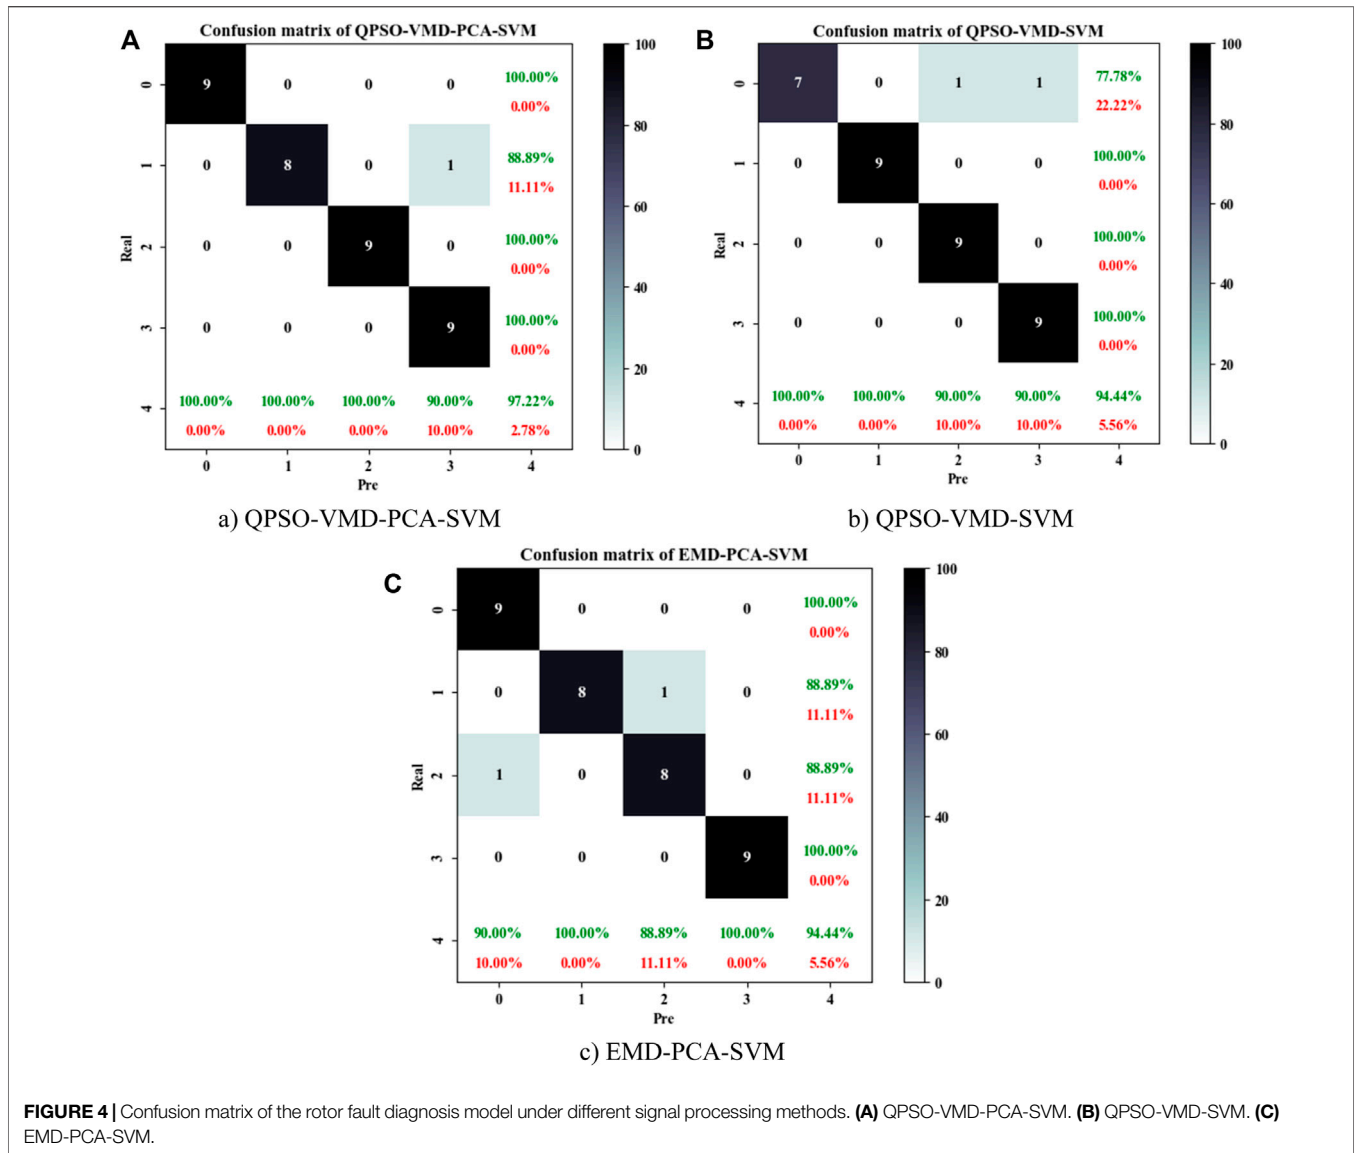 A
Confusion matrix of QPSO-VMD-PCA-SVM
0 9 0 0 0 100.00%
0.00%
1 0 8 0 1 88.89%
11.11%
2 0 0 9 0 100.00%
0.00%
3 0 0 0 9 100.00%
0.00%
4 100.00% 100.00% 100.00% 90.00% 97.22%
0.00% 0.00% 0.00% 10.00% 2.78%
0 1 2 3 4
Pre
Real
100
80
60
40
20
0
a) QPSO-VMD-PCA-SVM
B
Confusion matrix of QPSO-VMD-SVM
0 7 0 1 1 77.78%
22.22%
1 0 9 0 0 100.00%
0.00%
2 0 0 9 0 100.00%
0.00%
3 0 0 0 9 100.00%
0.00%
4 100.00% 100.00% 90.00% 90.00% 94.44%
0.00% 0.00% 10.00% 10.00% 5.56%
0 1 2 3 4
Pre
Real
100
80
60
40
20
0
b) QPSO-VMD-SVM
C
Confusion matrix of EMD-PCA-SVM
0 9 0 0 0 100.00%
0.00%
1 0 8 1 0 88.89%
11.11%
2 1 0 8 0 88.89%
11.11%
3 0 0 0 9 100.00%
0.00%
4 90.00% 100.00% 88.89% 100.00% 94.44%
10.00% 0.00% 11.11% 0.00% 5.56%
0 1 2 3 4
Pre
Real
100
80
60
40
20
0
c) EMD-PCA-SVM
FIGURE 4 | Confusion matrix of the rotor fault diagnosis model under different signal processing methods. (A) QPSO-VMD-PCA-SVM. (B) QPSO-VMD-SVM. (C)
EMD-PCA-SVM.